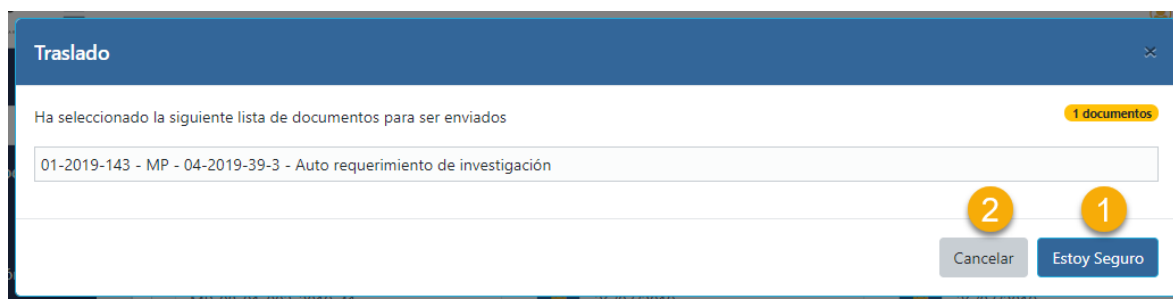 Traslado
×
Ha seleccionado la siguiente lista de documentos para ser enviados
1 documentos
01-2019-143 - MP - 04-2019-39-3 - Auto requerimiento de investigación
2
1
Cancelar
Estoy Seguro